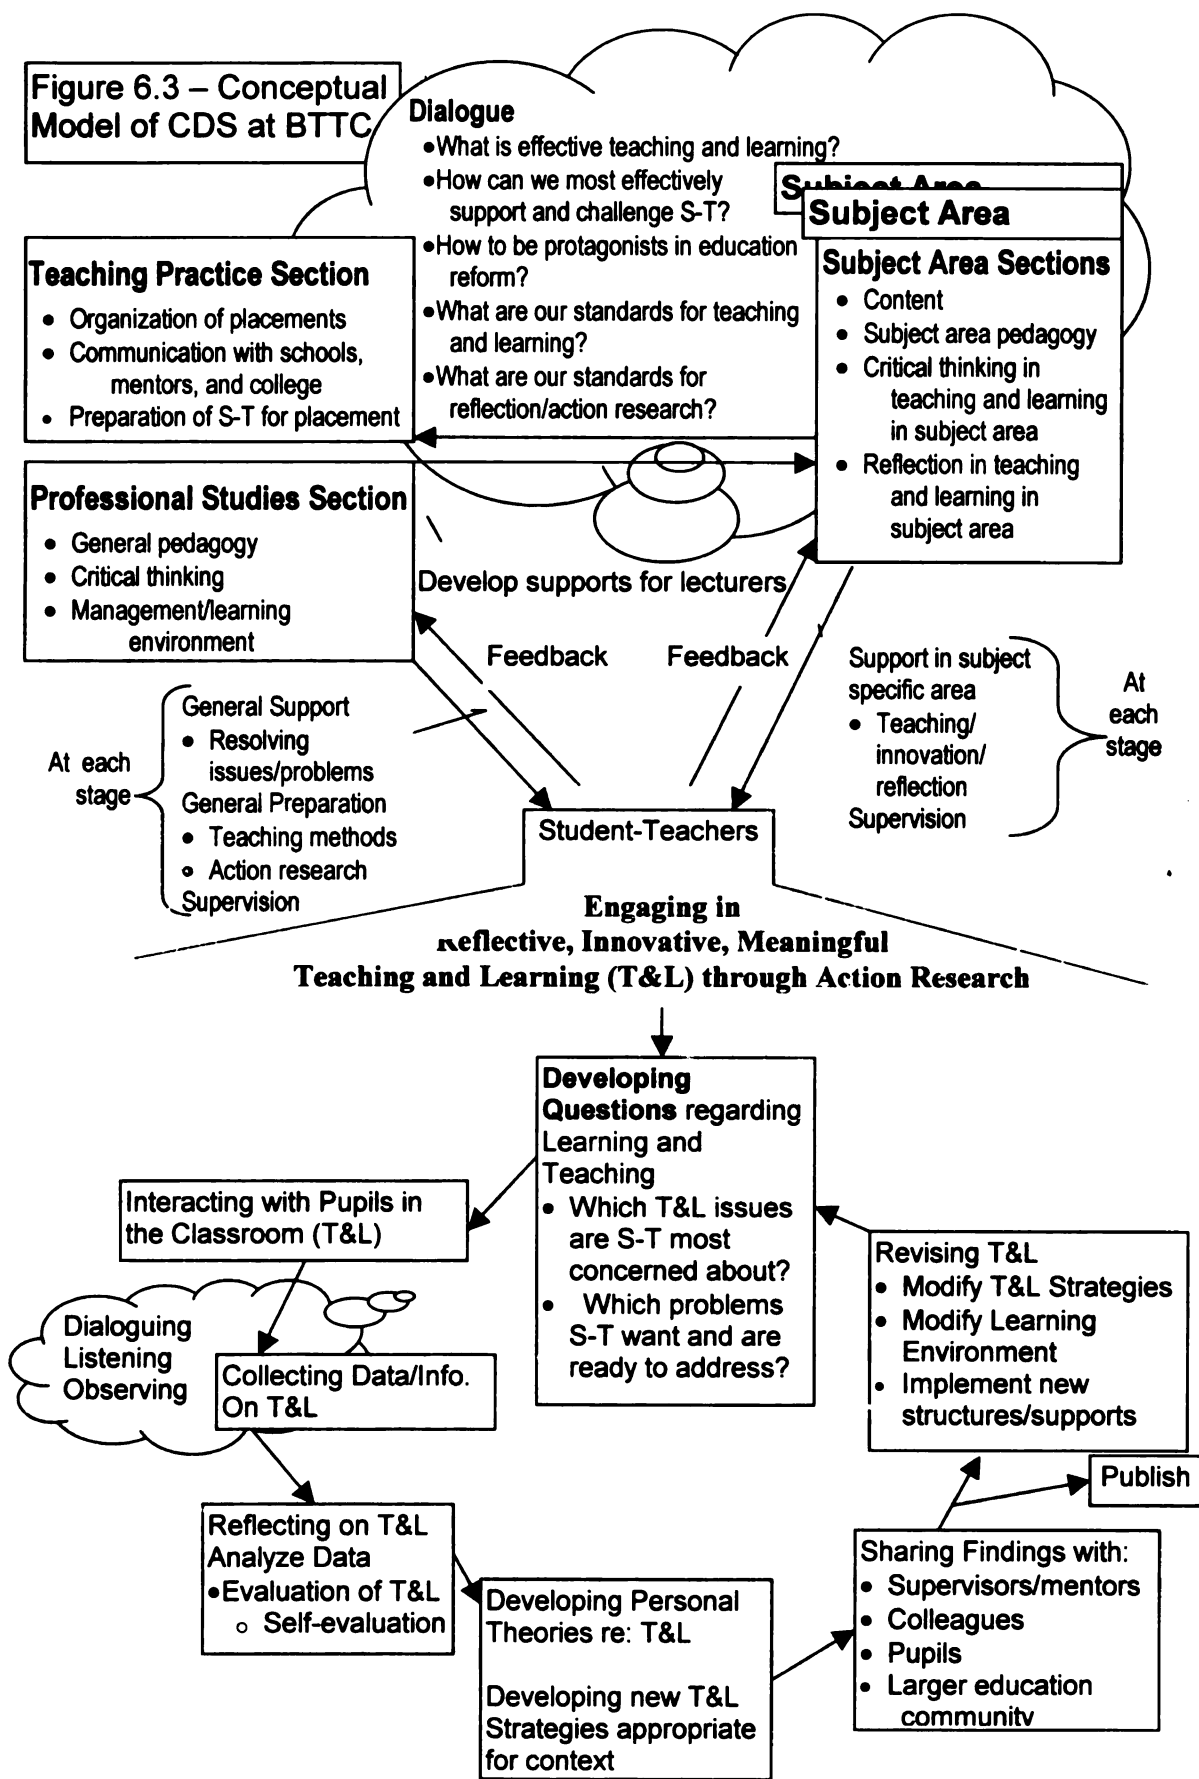 Figure 6.3 – Conceptual
Model of CDS at BTTC
Dialogue
•What is effective teaching and learning?
•How can we most effectively
support and challenge S-T?
•How to be protagonists in education
reform?
•What are our standards for teaching
and learning?
•What are our standards for
reflection/action research?
Subject Area
Subject Area
Subject Area Sections
• Content
• Subject area pedagogy
• Critical thinking in
teaching and learning
in subject area
• Reflection in teaching
and learning in
subject area
Teaching Practice Section
• Organization of placements
• Communication with schools,
mentors, and college
• Preparation of S-T for placement
Professional Studies Section
• General pedagogy
• Critical thinking
• Management/learning
environment
Develop supports for lecturers
Feedback
Feedback
At each
stage
General Support
• Resolving
issues/problems
General Preparation
• Teaching methods
• Action research
Supervision
Support in subject
specific area
• Teaching/
innovation/
reflection
Supervision
At
each
stage
Student-Teachers
Engaging in
Reflective, Innovative, Meaningful
Teaching and Learning (T&L) through Action Research
Developing
Questions regarding
Learning and
Teaching
• Which T&L issues
are S-T most
concerned about?
• Which problems
S-T want and are
ready to address?
Interacting with Pupils in
the Classroom (T&L)
Dialoguing
Listening
Observing
Collecting Data/Info.
On T&L
Reflecting on T&L
Analyze Data
•Evaluation of T&L
o Self-evaluation
Developing Personal
Theories re: T&L
Developing new T&L
Strategies appropriate
for context
Sharing Findings with:
• Supervisors/mentors
• Colleagues
• Pupils
• Larger education
community
Publish
Revising T&L
• Modify T&L Strategies
• Modify Learning
Environment
• Implement new
structures/supports